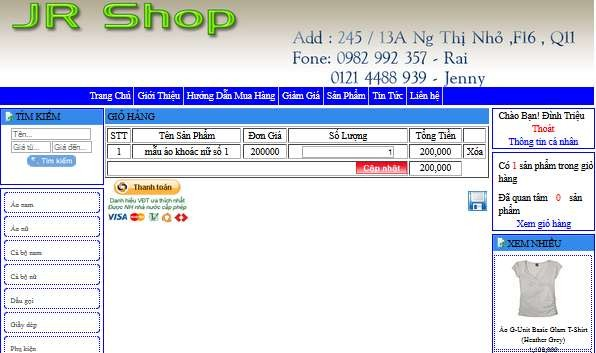 JR Shop
Add : 245 / 13A Ng Thị Nhỏ ,F16 , Q11
Fone: 0982 992 357 - Rai
0121 4488 939 - Jenny
Trang Chủ Giới Thiệu Hướng Dẫn Mua Hàng Giảm Giá Sản Phẩm Tin Tức Liên hệ
TÌM KIẾM
Tên...
Giá từ... Giá đến...
Tìm kiếm
Áo nam
Áo nữ
Cá bộ nam
Cá bộ nữ
Dầu gọi
Giầy dép
Phụ kiện
GIỎ HÀNG
STT Tên Sản Phẩm Đơn Giá Số Lượng Tổng Tiền
1 mẫu áo khoác nữ số 1 200000 1 200,000 Xóa
Cập nhật 200,000
Thanh toán
Danh hiệu VĐT ưa thích nhất
Được NH nhà nước cấp phép
VISA
Chào Bạn! Đình Triệu
Thoát
Thông tin cá nhân
Có 1 sản phẩm trong giỏ
hàng
Đã quan tâm 0 sản
phẩm
Xem giỏ hàng
XEM NHIỀU
Áo G-Unit Basic Glam T-Shirt
(Heather Grey)
1,108,000